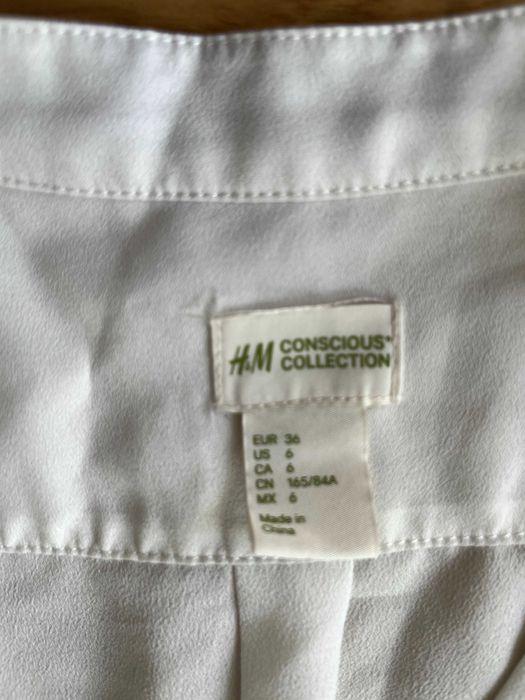 H&M CONSCIOUS*
COLLECTION
EUR 36
US 6
CA 6
CN 165/84A
MX 6
Made in
China